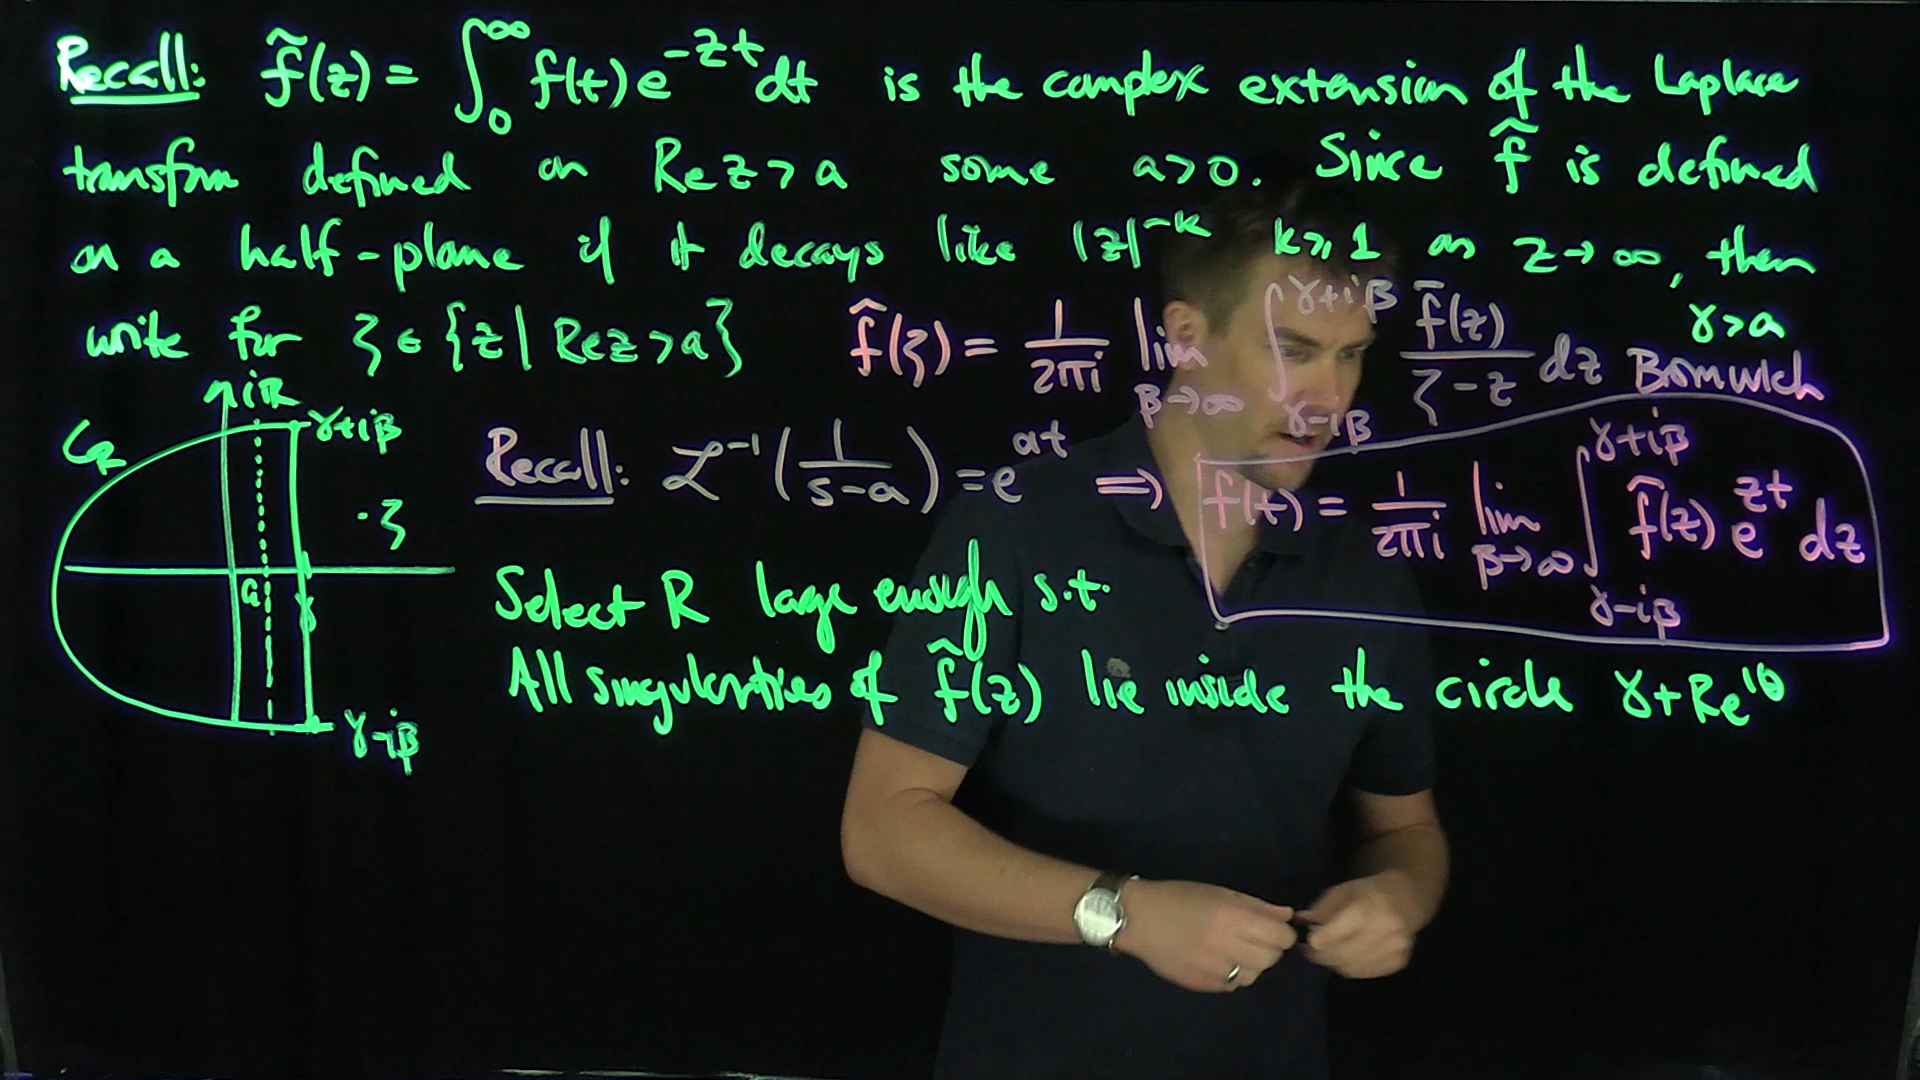 Recall: f̃(z) = ∫₀^∞ f(t) e^{-zt} dt is the complex extension of the Laplace
transform defined on Re z > a some a > 0. Since f̃ is defined
on a half-plane if it decays like |z|^{-k} k ≥ 1 as z → ∞, then
write for ζ ∈ {z | Re z > a} f̃(ζ) = 1/2πi lim_{β→∞} ∫_{γ-iβ}^{γ+iβ} f̃(z)/(ζ-z) dz γ > a
Bromwich
Recall: ℒ^{-1}(1/(s-a)) = e^{at} ⟹ f(t) = 1/2πi lim_{β→∞} ∫_{γ-iβ}^{γ+iβ} f̃(z) e^{zt} dz
Select R large enough s.t.
All singularities of f̃(z) lie inside the circle γ + Re^{iθ}
iℝ
C_R
γ+iβ
·ζ
a
γ
γ-iβ